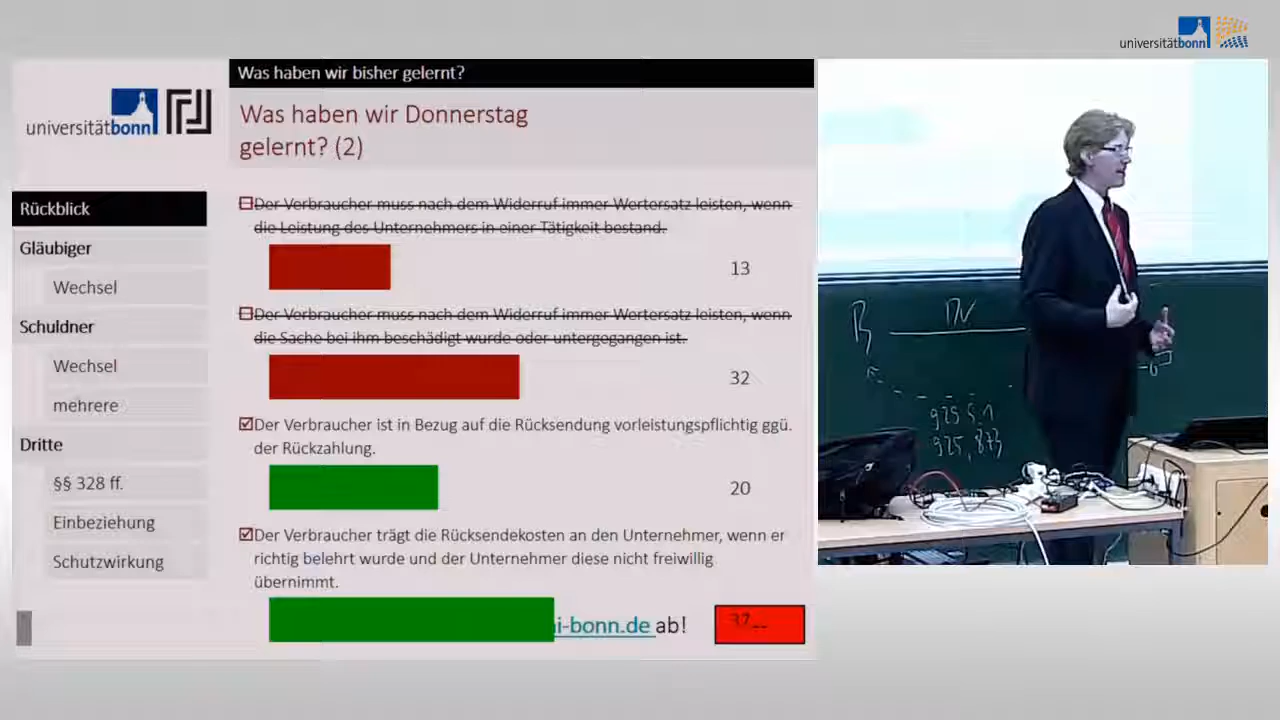 universitätbonn
Was haben wir bisher gelernt?
universitätbonn
Was haben wir Donnerstag
gelernt? (2)
Rückblick
Gläubiger
Wechsel
Schuldner
Wechsel
mehrere
Dritte
§§ 328 ff.
Einbeziehung
Schutzwirkung
Der Verbraucher muss nach dem Widerruf immer Wertersatz leisten, wenn
die Leistung des Unternehmers in einer Tätigkeit bestand.
13
Der Verbraucher muss nach dem Widerruf immer Wertersatz leisten, wenn
die Sache bei ihm beschädigt wurde oder untergegangen ist.
32
Der Verbraucher ist in Bezug auf die Rücksendung vorleistungspflichtig ggü.
der Rückzahlung.
20
Der Verbraucher trägt die Rücksendekosten an den Unternehmer, wenn er
richtig belehrt wurde und der Unternehmer diese nicht freiwillig
übernimmt.
i-bonn.de ab!
37